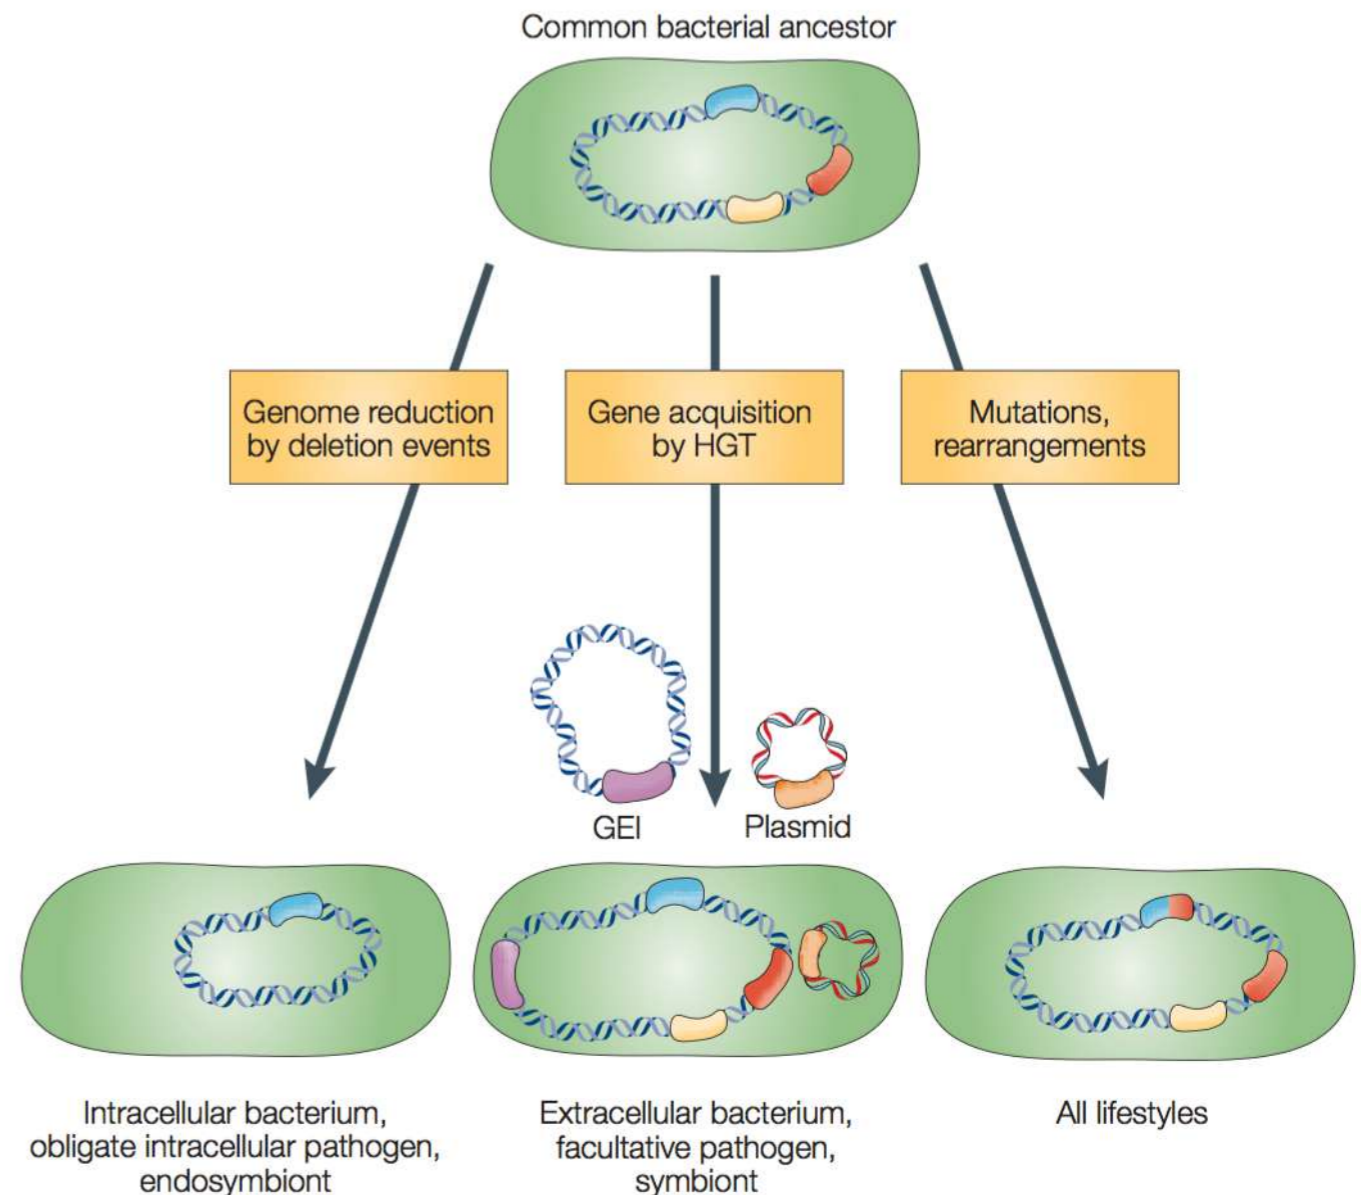 Common bacterial ancestor
Genome reduction
by deletion events
Gene acquisition
by HGT
Mutations,
rearrangements
GEI
Plasmid
Intracellular bacterium,
obligate intracellular pathogen,
endosymbiont
Extracellular bacterium,
facultative pathogen,
symbiont
All lifestyles